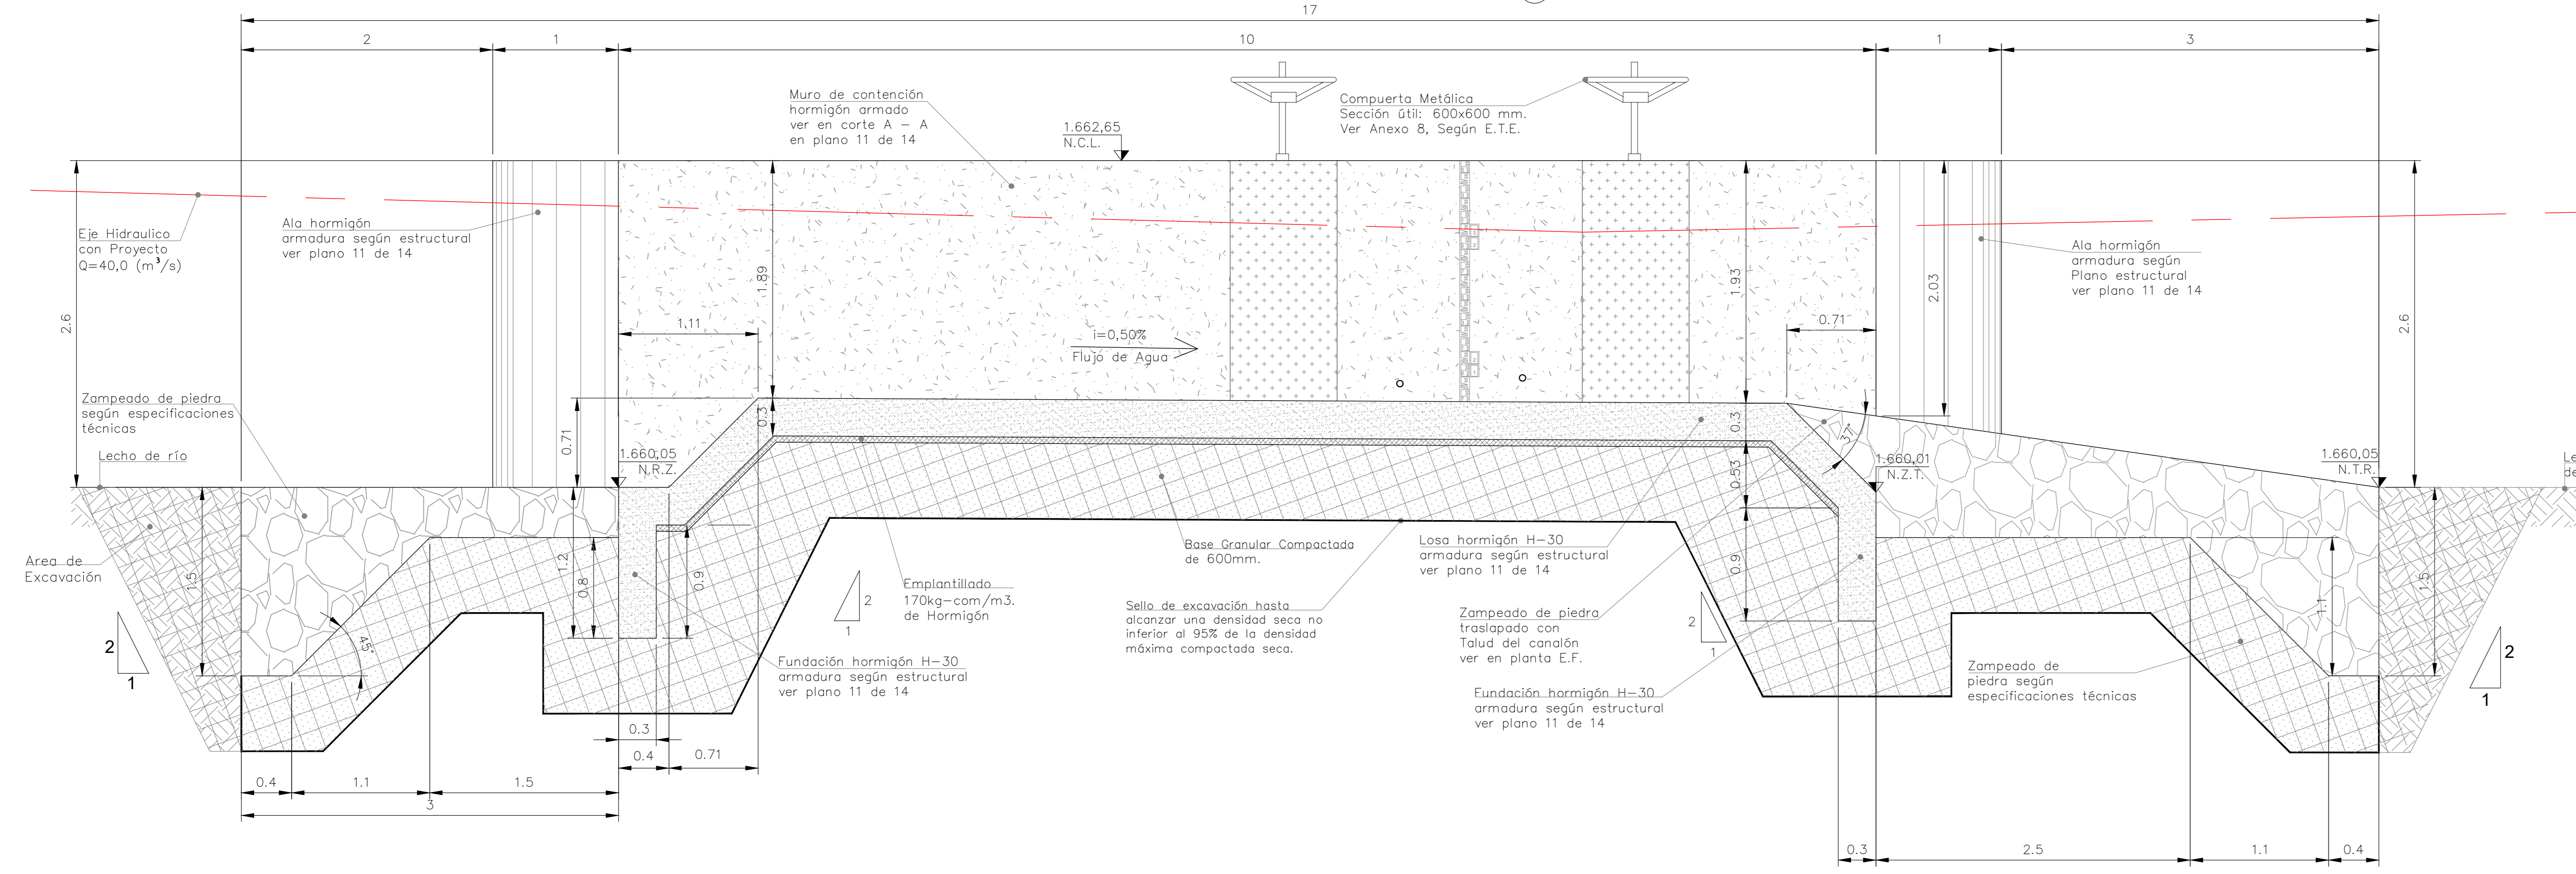 17
2
1
10
1
3
Muro de contención
hormigón armado
ver en corte A - A
en plano 11 de 14
1.662,65
N.C.L.
Compuerta Metálica
Sección útil: 600x600 mm.
Ver Anexo 8, Según E.T.E.
Eje Hidraulico
con Proyecto
Q=40,0 (m³/s)
Ala hormigón
armadura según estructural
ver plano 11 de 14
Ala hormigón
armadura según
Plano estructural
ver plano 11 de 14
2.6
1.89
1.93
2.03
2.6
1.11
0.71
i=0,50%
Flujo de Agua
Zampeado de piedra
según especificaciones
técnicas
Lecho de río
0.71
0.3
0.3
37°
1.660,05
N.R.Z.
1.660,01
N.Z.T.
1.660,05
N.T.R.
0.53
Area de
Excavación
1.5
1.2
0.8
0.9
0.9
1.1
1.5
Base Granular Compactada
de 600mm.
Losa hormigón H-30
armadura según estructural
ver plano 11 de 14
Emplantillado
170kg-com/m3.
de Hormigón
Sello de excavación hasta
alcanzar una densidad seca no
inferior al 95% de la densidad
máxima compactada seca.
Zampeado de piedra
traslapado con
Talud del canalón
ver en planta E.F.
2
1
2
1
2
1
2
1
45°
Fundación hormigón H-30
armadura según estructural
ver plano 11 de 14
Fundación hormigón H-30
armadura según estructural
ver plano 11 de 14
Zampeado de
piedra según
especificaciones técnicas
0.3
0.4
0.71
0.4
1.1
1.5
3
0.3
2.5
1.1
0.4